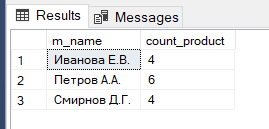 Results Messages
m_name count_product
1 Иванова Е.В. 4
2 Петров А.А. 6
3 Смирнов Д.Г. 4